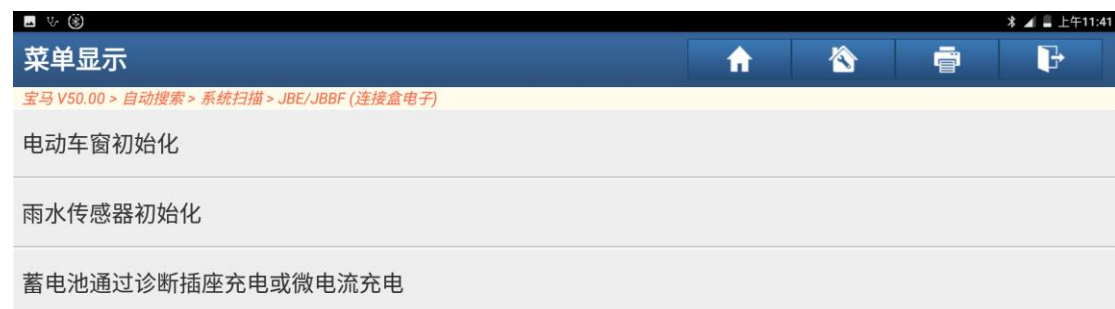 上午11:41
菜单显示
宝马 V50.00 > 自动搜索 > 系统扫描 > JBE/JBBF (连接盒电子)
电动车窗初始化
雨水传感器初始化
蓄电池通过诊断插座充电或微电流充电